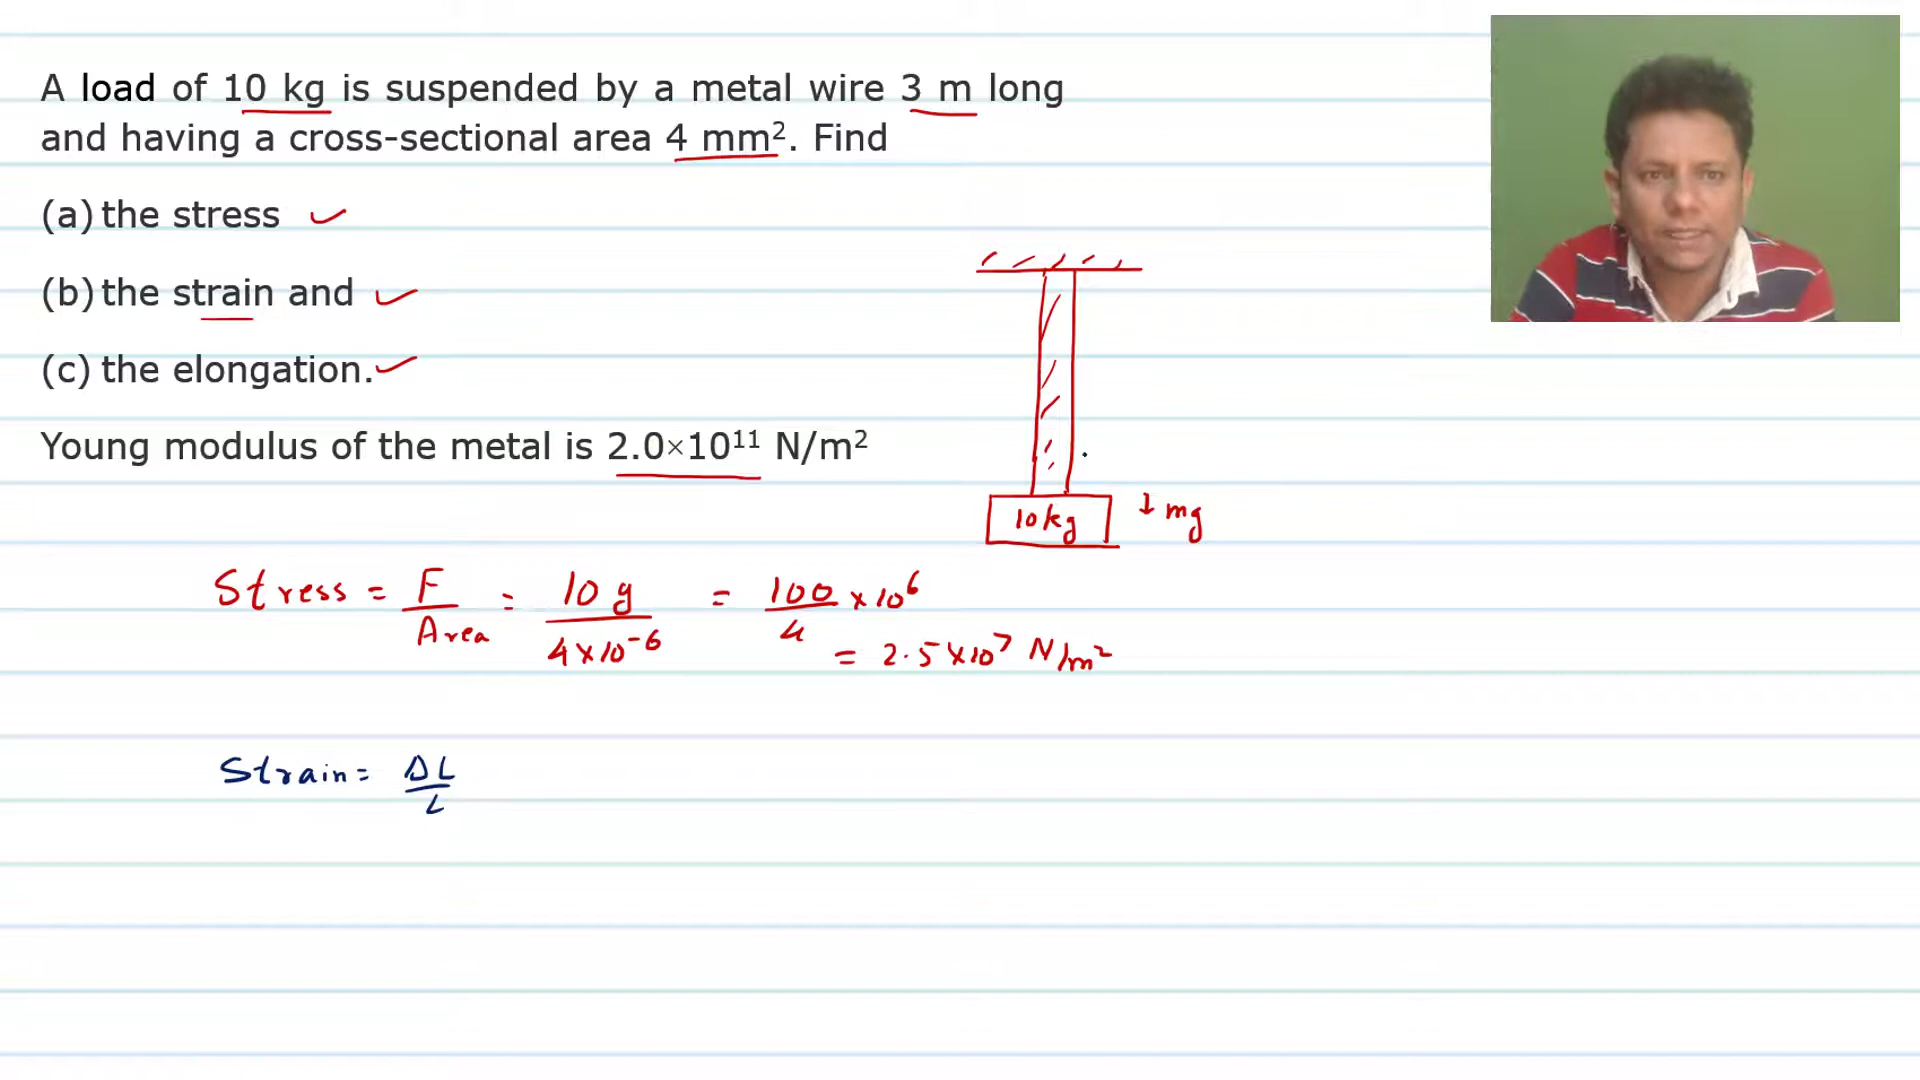 A load of 10 kg is suspended by a metal wire 3 m long
and having a cross-sectional area 4 mm². Find
(a) the stress
(b) the strain and
(c) the elongation.
Young modulus of the metal is 2.0×10¹¹ N/m²
10kg
↓ mg
Stress = F/Area = 10g/4×10⁻⁶ = 100/4 ×10⁶
= 2.5×10⁷ N/m²
Strain = ΔL/L